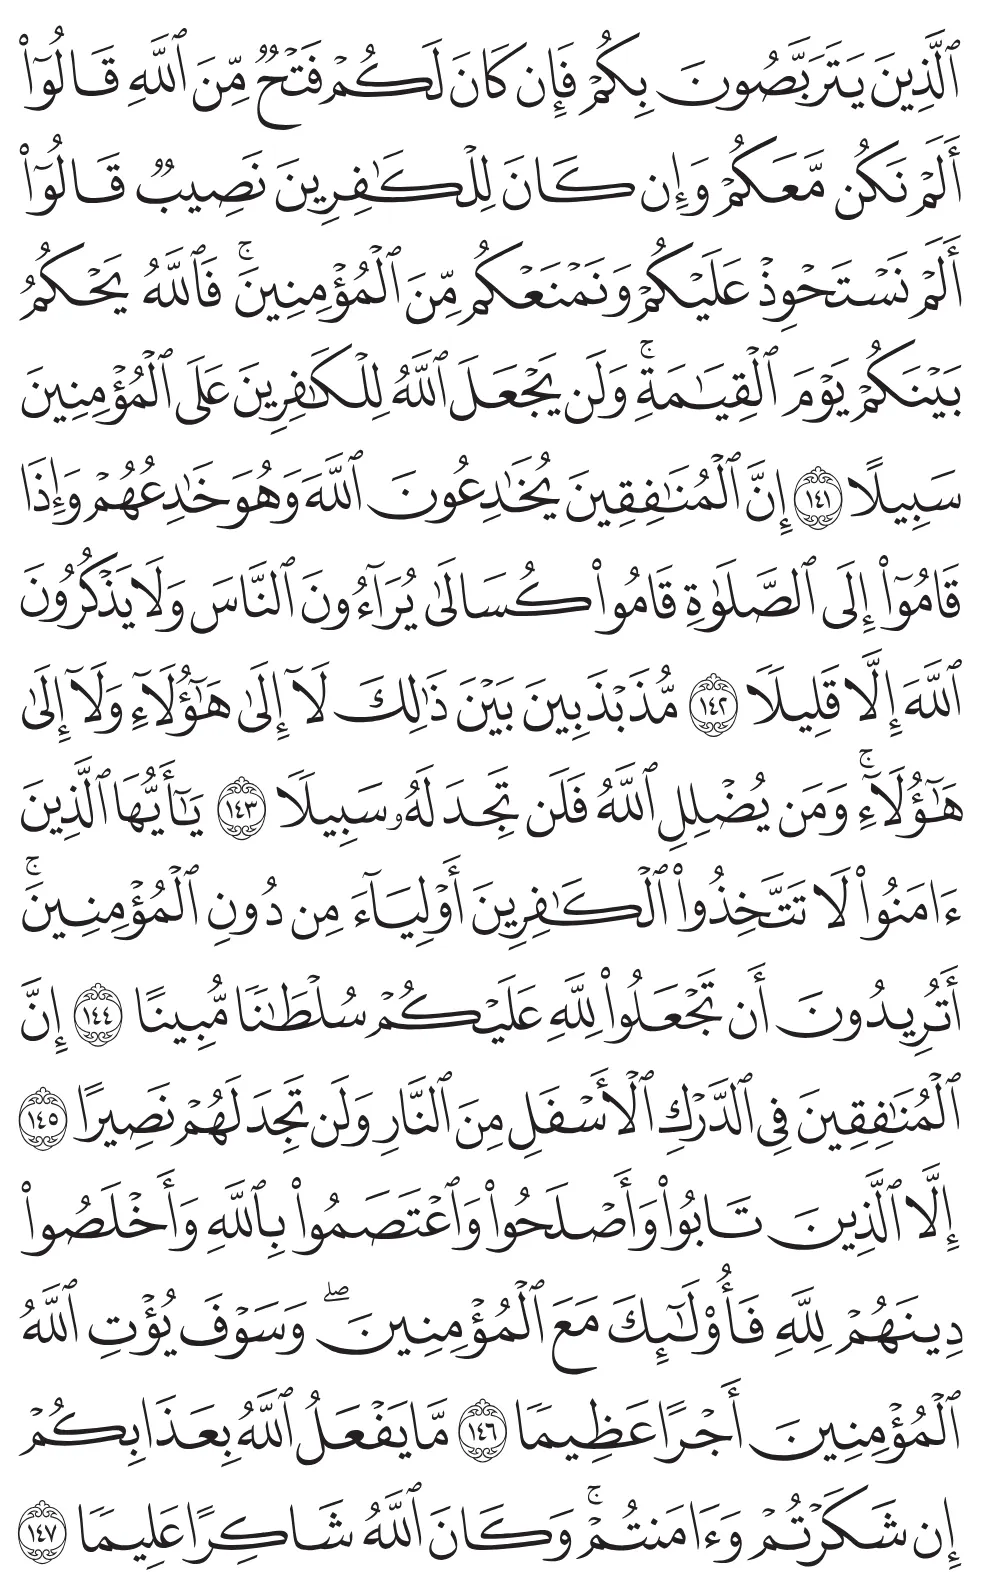 ٱلَّذِينَ يَتَرَبَّصُونَ بِكُمۡ فَإِن كَانَ لَكُمۡ فَتۡحٞ مِّنَ ٱللَّهِ قَالُوٓاْ
أَلَمۡ نَكُن مَّعَكُمۡ وَإِن كَانَ لِلۡكَٰفِرِينَ نَصِيبٞ قَالُوٓاْ
أَلَمۡ نَسۡتَحۡوِذۡ عَلَيۡكُمۡ وَنَمۡنَعۡكُم مِّنَ ٱلۡمُؤۡمِنِينَۚ فَٱللَّهُ يَحۡكُمُ
بَيۡنَكُمۡ يَوۡمَ ٱلۡقِيَٰمَةِۚ وَلَن يَجۡعَلَ ٱللَّهُ لِلۡكَٰفِرِينَ عَلَى ٱلۡمُؤۡمِنِينَ
سَبِيلًا ١٤١ إِنَّ ٱلۡمُنَٰفِقِينَ يُخَٰدِعُونَ ٱللَّهَ وَهُوَ خَٰدِعُهُمۡ وَإِذَا
قَامُوٓاْ إِلَى ٱلصَّلَوٰةِ قَامُواْ كُسَالَىٰ يُرَآءُونَ ٱلنَّاسَ وَلَا يَذۡكُرُونَ
ٱللَّهَ إِلَّا قَلِيلٗا ١٤٢ مُّذَبۡذَبِينَ بَيۡنَ ذَٰلِكَ لَآ إِلَىٰ هَٰٓؤُلَآءِ وَلَآ إِلَىٰ
هَٰٓؤُلَآءِۚ وَمَن يُضۡلِلِ ٱللَّهُ فَلَن تَجِدَ لَهُۥ سَبِيلٗا ١٤٣ يَٰٓأَيُّهَا ٱلَّذِينَ
ءَامَنُواْ لَا تَتَّخِذُواْ ٱلۡكَٰفِرِينَ أَوۡلِيَآءَ مِن دُونِ ٱلۡمُؤۡمِنِينَۚ
أَتُرِيدُونَ أَن تَجۡعَلُواْ لِلَّهِ عَلَيۡكُمۡ سُلۡطَٰنٗا مُّبِينًا ١٤٤ إِنَّ
ٱلۡمُنَٰفِقِينَ فِي ٱلدَّرۡكِ ٱلۡأَسۡفَلِ مِنَ ٱلنَّارِ وَلَن تَجِدَ لَهُمۡ نَصِيرًا ١٤٥
إِلَّا ٱلَّذِينَ تَابُواْ وَأَصۡلَحُواْ وَٱعۡتَصَمُواْ بِٱللَّهِ وَأَخۡلَصُواْ
دِينَهُمۡ لِلَّهِ فَأُوْلَٰٓئِكَ مَعَ ٱلۡمُؤۡمِنِينَۖ وَسَوۡفَ يُؤۡتِ ٱللَّهُ
ٱلۡمُؤۡمِنِينَ أَجۡرًا عَظِيمٗا ١٤٦ مَّا يَفۡعَلُ ٱللَّهُ بِعَذَابِكُمۡ
إِن شَكَرۡتُمۡ وَءَامَنتُمۡۚ وَكَانَ ٱللَّهُ شَاكِرًا عَلِيمٗا ١٤٧